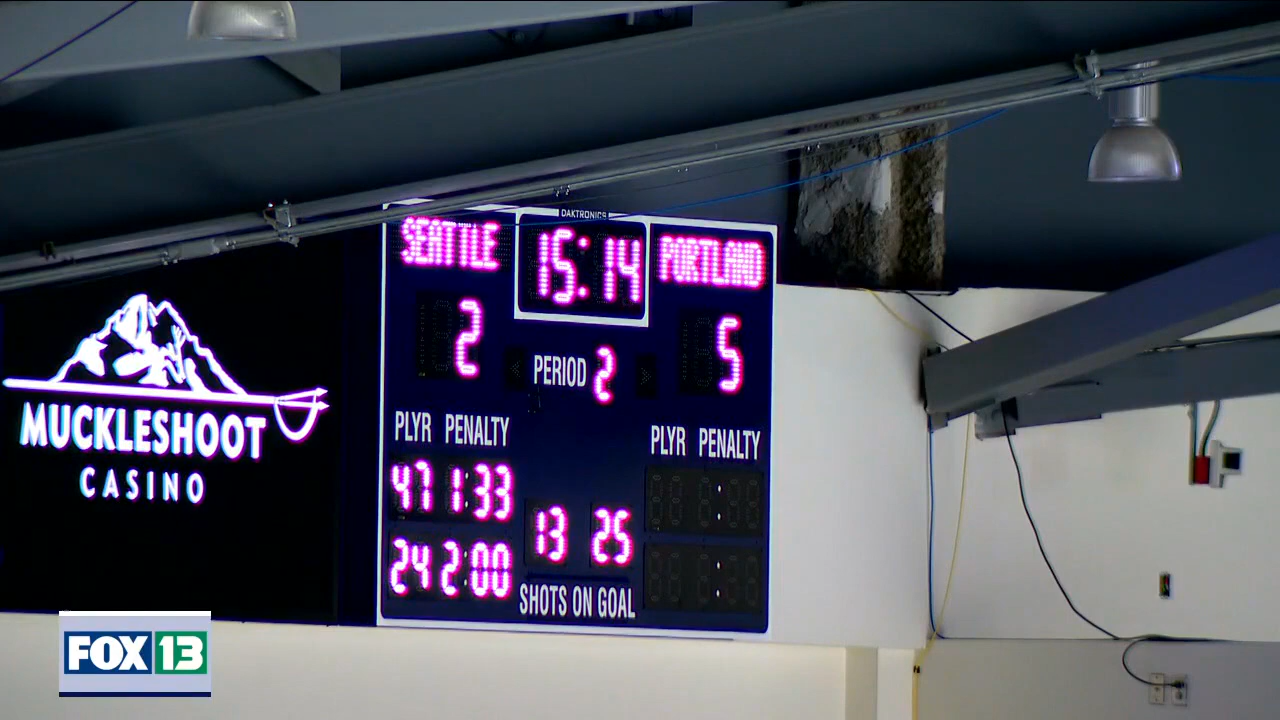 DAKTRONICS
SEATTLE 15:14 PORTLAND
2 5
PERIOD 2
PLYR PENALTY
PLYR PENALTY
47 1:33
24 2:00
13 25
SHOTS ON GOAL
MUCKLESHOOT
CASINO
FOX 13